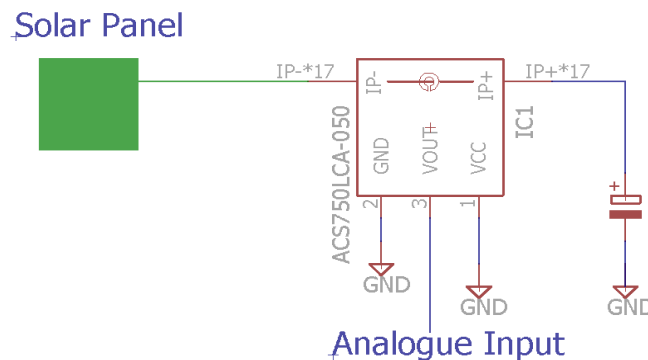 Solar Panel
IP-*17
IP+*17
IP-
IP+
IC1
ACS750LCA-050
GND
VOUT
VCC
2
3
1
+
GND
GND
GND
Analogue Input